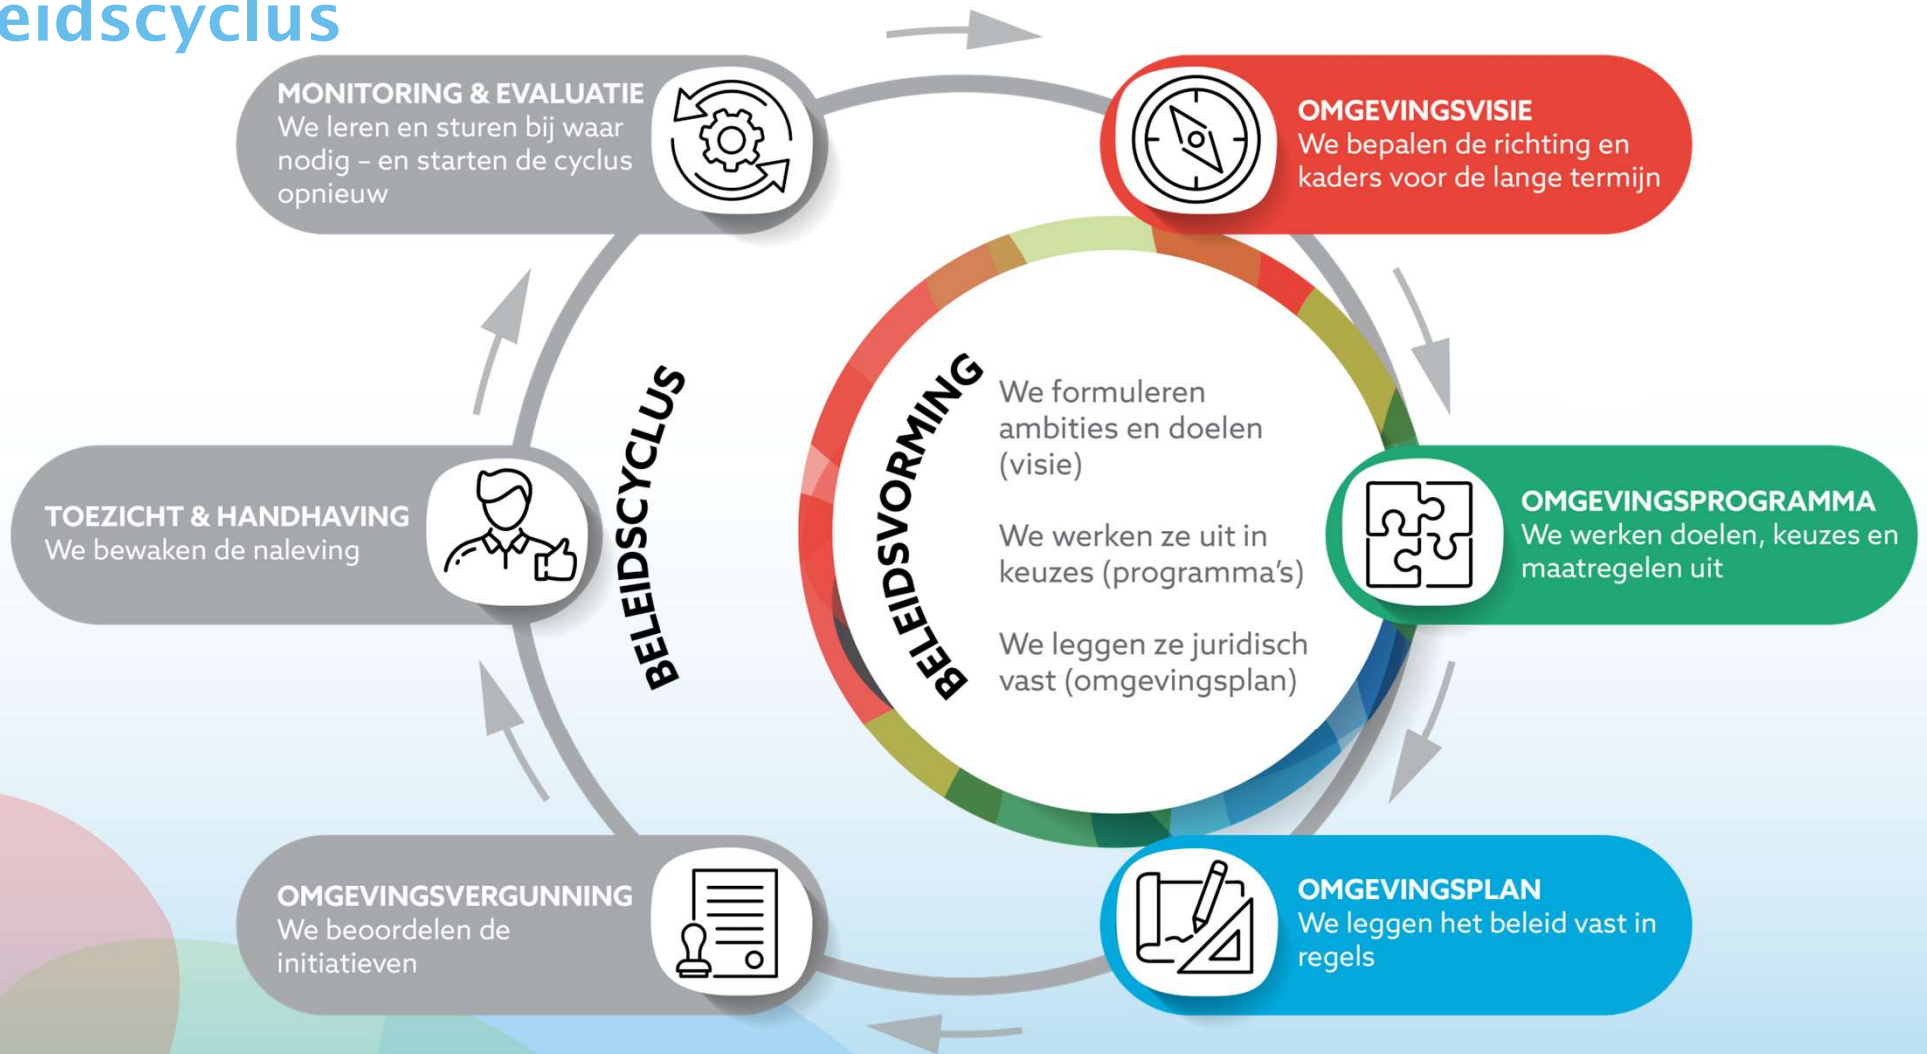 eidscyclus
MONITORING & EVALUATIE
We leren en sturen bij waar
nodig – en starten de cyclus
opnieuw
OMGEVINGSVISIE
We bepalen de richting en
kaders voor de lange termijn
TOEZICHT & HANDHAVING
We bewaken de naleving
BELEIDSCYCLUS
BELEIDSVORMING
We formuleren
ambities en doelen
(visie)
We werken ze uit in
keuzes (programma’s)
We leggen ze juridisch
vast (omgevingsplan)
OMGEVINGSPROGRAMMA
We werken doelen, keuzes en
maatregelen uit
OMGEVINGSVERGUNNING
We beoordelen de
initiatieven
OMGEVINGSPLAN
We leggen het beleid vast in
regels